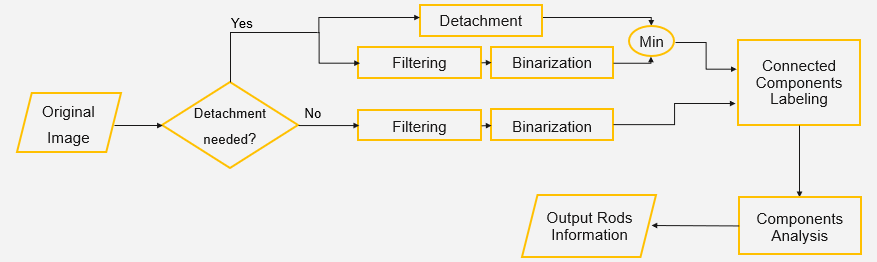 Yes
Detachment
Min
Filtering
Binarization
Connected
Components
Labeling
Original
Image
Detachment
needed?
No
Filtering
Binarization
Components
Analysis
Output Rods
Information